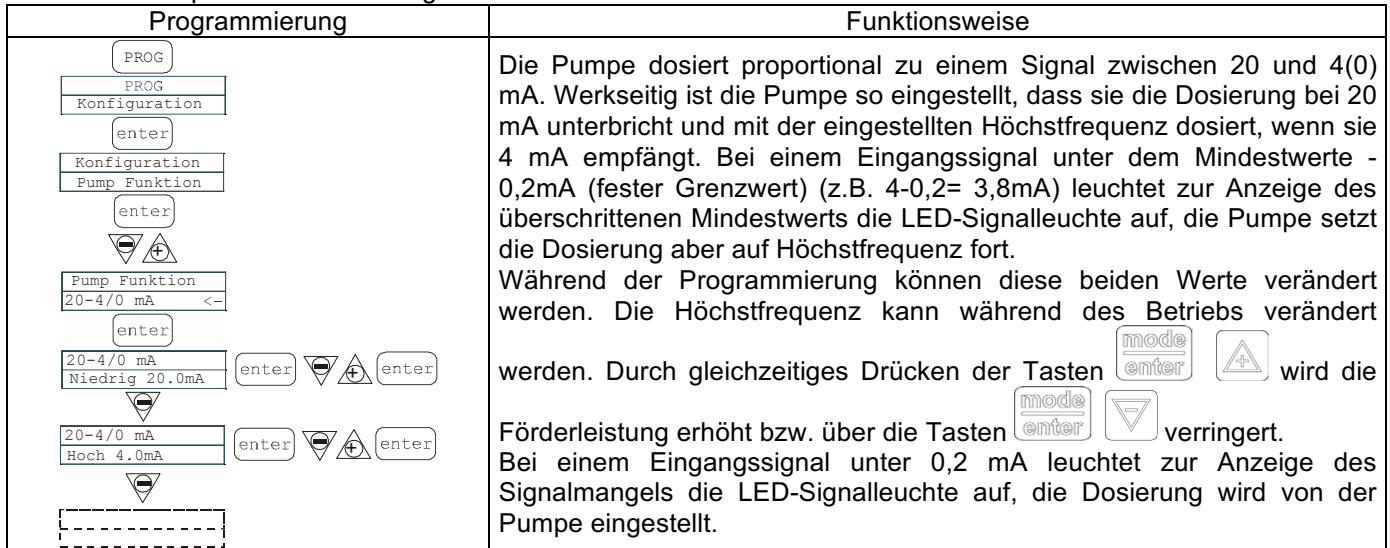 Programmierung
Funktionsweise
PROG
PROG
Konfiguration
enter
Konfiguration
Pump Funktion
enter
Pump Funktion
20-4/0 mA <-
enter
20-4/0 mA
Niedrig 20.0mA
enter
enter
20-4/0 mA
Hoch 4.0mA
enter
enter
Die Pumpe dosiert proportional zu einem Signal zwischen 20 und 4(0)
mA. Werkseitig ist die Pumpe so eingestellt, dass sie die Dosierung bei 20
mA unterbricht und mit der eingestellten Höchstfrequenz dosiert, wenn sie
4 mA empfängt. Bei einem Eingangssignal unter dem Mindestwerte -
0,2mA (fester Grenzwert) (z.B. 4-0,2= 3,8mA) leuchtet zur Anzeige des
überschrittenen Mindestwerts die LED-Signalleuchte auf, die Pumpe setzt
die Dosierung aber auf Höchstfrequenz fort.
Während der Programmierung können diese beiden Werte verändert
werden. Die Höchstfrequenz kann während des Betriebs verändert
werden. Durch gleichzeitiges Drücken der Tasten mode enter wird die
Förderleistung erhöht bzw. über die Tasten mode enter verringert.
Bei einem Eingangssignal unter 0,2 mA leuchtet zur Anzeige des
Signalmangels die LED-Signalleuchte auf, die Dosierung wird von der
Pumpe eingestellt.